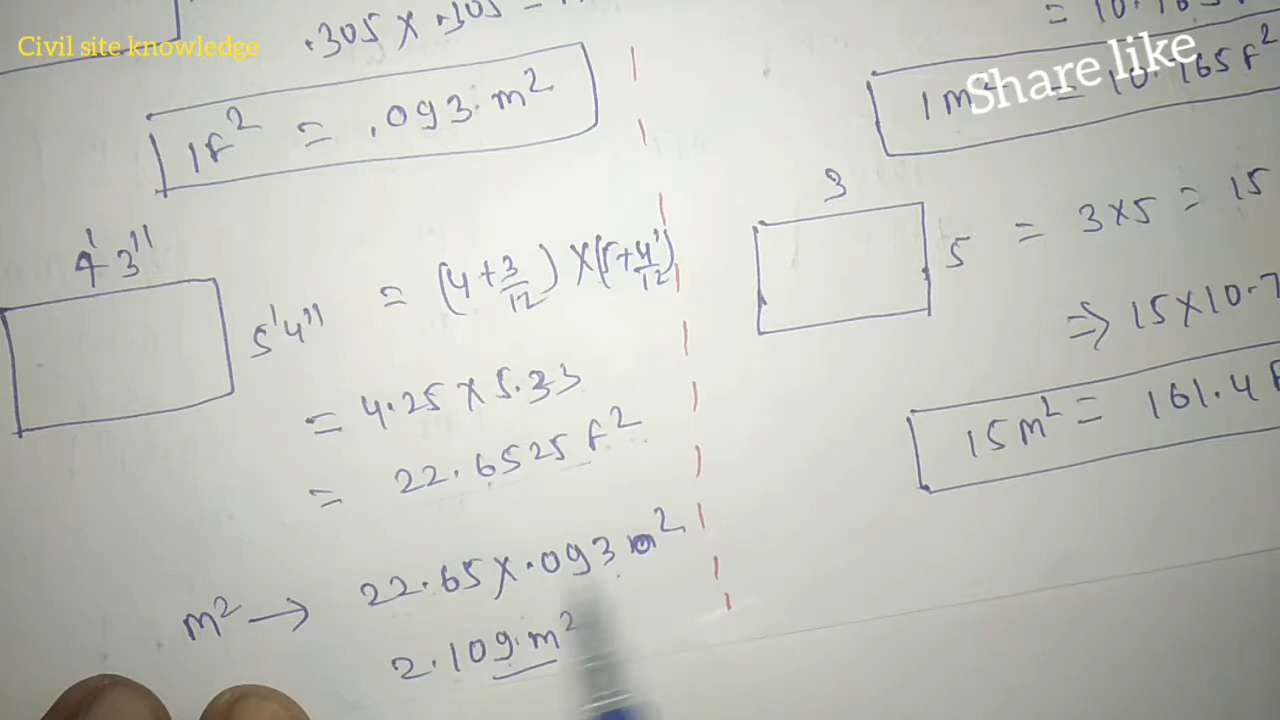 Civil site knowledge
.305 X .305 =
1F² = .093.m²
4' 3"
5'4"
= (4 + 3/12) X (5 + 4'/12)
= 4.25 X 5.33
= 22.6525 F²
m² → 22.65 X .093 m²
2.109.m²
Share like
1m² = 10.765F²
3
5
= 3X5 = 15
⇒ 15X10.7
15m² = 161.4 F